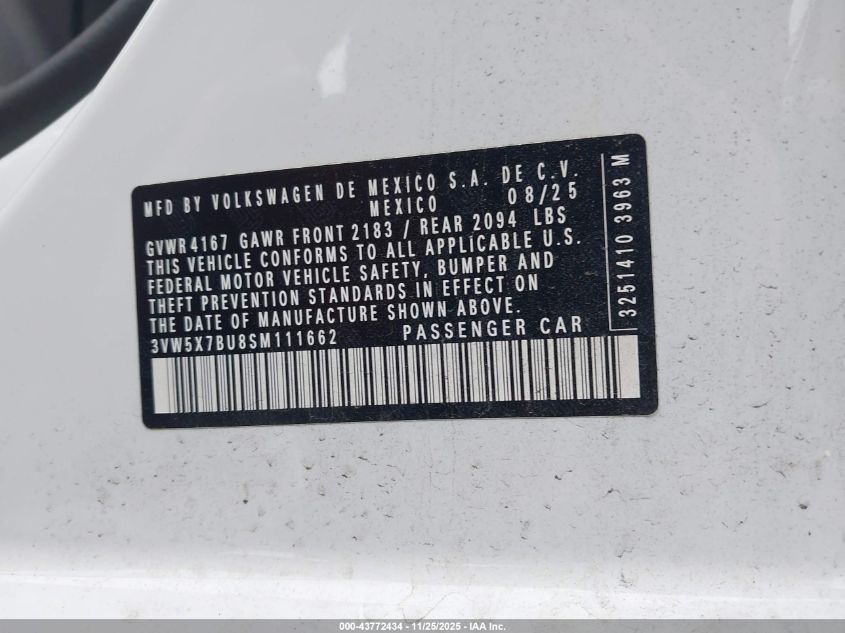 MFD BY VOLKSWAGEN DE MEXICO S.A. DE C.V.
MEXICO 08/25
GVWR 4167 GAWR FRONT 2183 / REAR 2094 LBS
THIS VEHICLE CONFORMS TO ALL APPLICABLE U.S.
FEDERAL MOTOR VEHICLE SAFETY, BUMPER AND
THEFT PREVENTION STANDARDS IN EFFECT ON
THE DATE OF MANUFACTURE SHOWN ABOVE.
3VW5X7BU8SM111662 PASSENGER CAR
3251410 3963 M
000-43772434 - 11/25/2025 - IAA Inc.